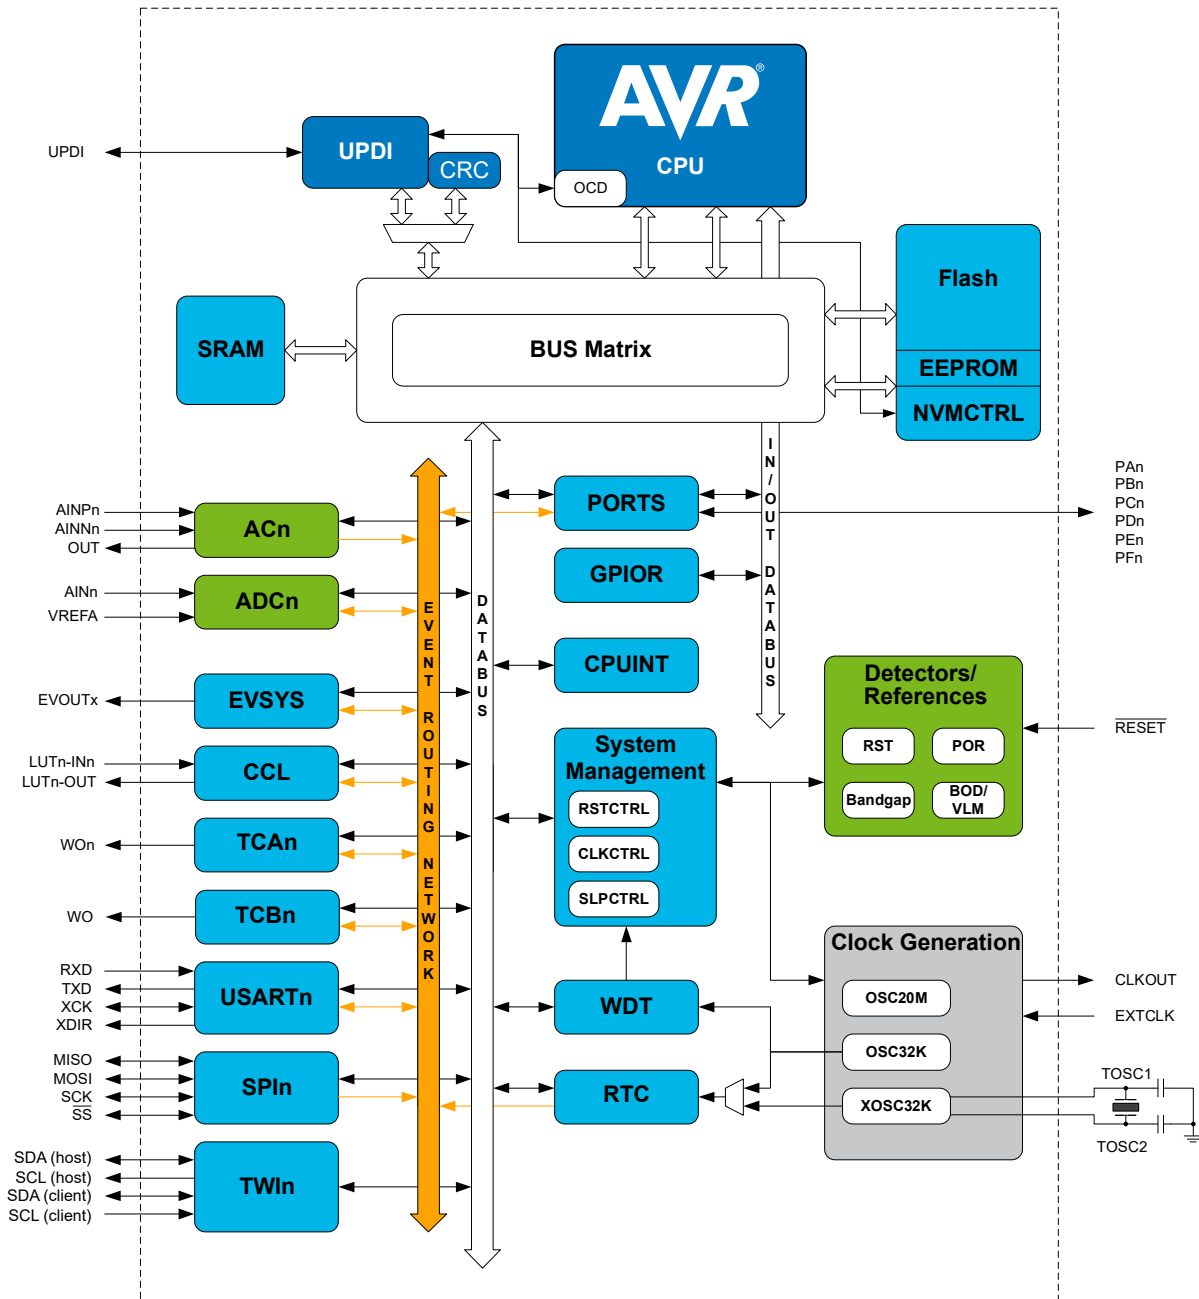 AVR®
CPU
OCD
UPDI
UPDI
CRC
Flash
EEPROM
NVMCTRL
SRAM
BUS Matrix
IN/OUT DATABUS
DATABUS
EVENT ROUTING NETWORK
PORTS
GPIOR
CPUINT
PAn
PBn
PCn
PDn
PEn
PFn
AINPn
AINNn
OUT
ACn
AINn
VREFA
ADCn
EVOUTx
EVSYS
LUTn-INn
LUTn-OUT
CCL
WOn
TCAn
WO
TCBn
RXD
TXD
XCK
XDIR
USARTn
MISO
MOSI
SCK
SS
SPIn
SDA (host)
SCL (host)
SDA (client)
SCL (client)
TWIn
System
Management
RSTCTRL
CLKCTRL
SLPCTRL
WDT
RTC
Detectors/
References
RST
POR
Bandgap
BOD/
VLM
RESET
Clock Generation
OSC20M
OSC32K
XOSC32K
CLKOUT
EXTCLK
TOSC1
TOSC2